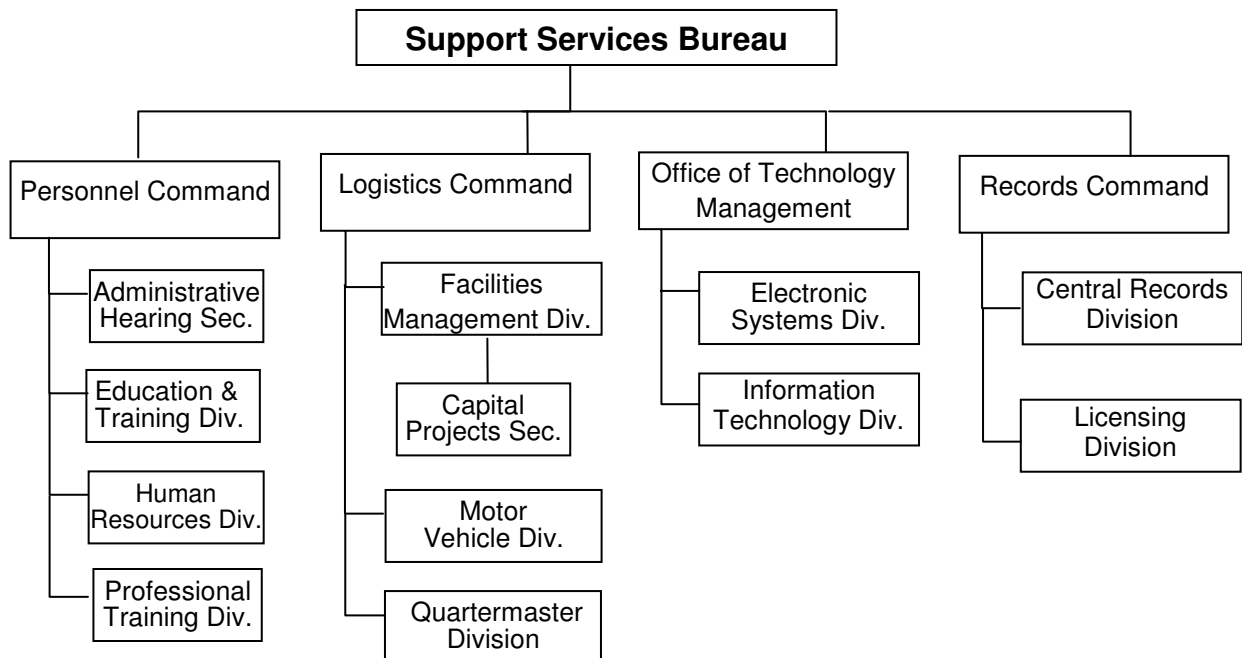 Support Services Bureau
Personnel Command
Logistics Command
Office of Technology
Management
Records Command
Administrative
Hearing Sec.
Education &
Training Div.
Human
Resources Div.
Professional
Training Div.
Facilities
Management Div.
Capital
Projects Sec.
Motor
Vehicle Div.
Quartermaster
Division
Electronic
Systems Div.
Information
Technology Div.
Central Records
Division
Licensing
Division